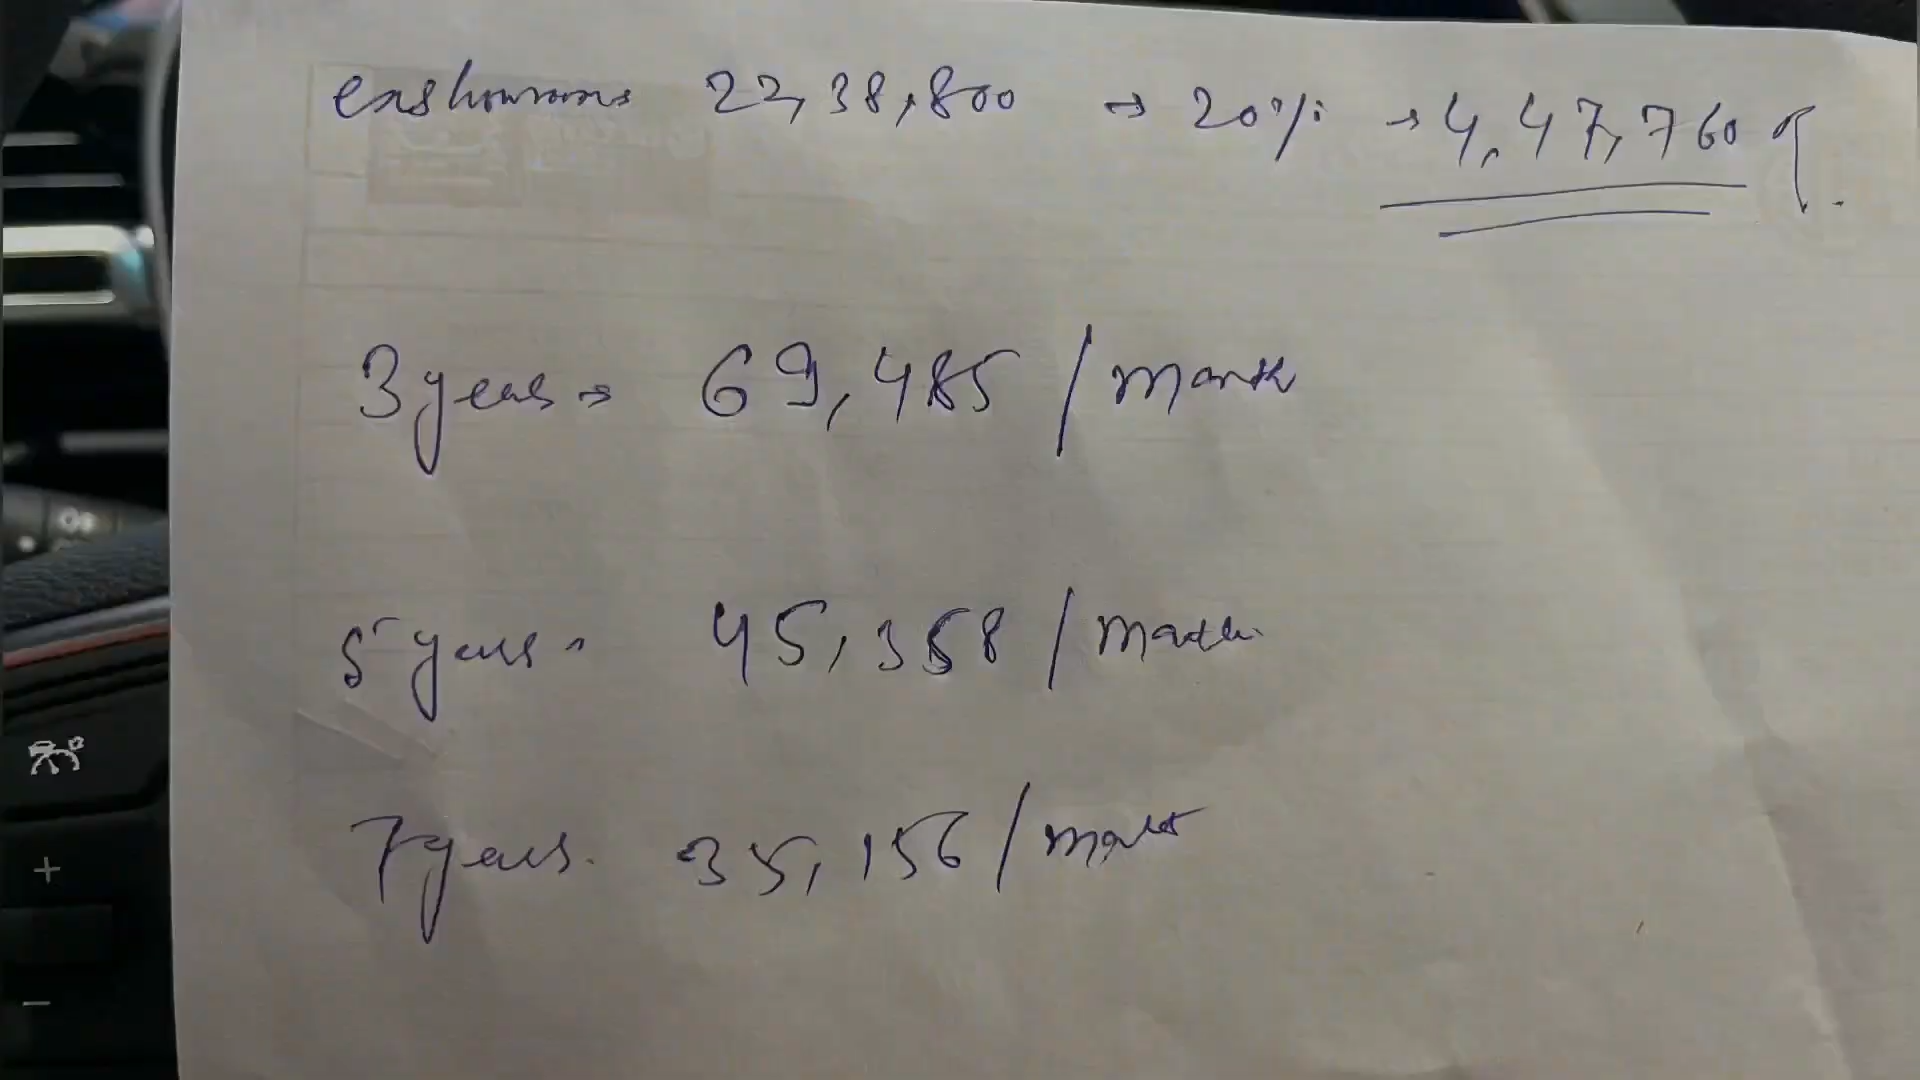 exshowroom 22,38,800 → 20% → 4,47,760
3 years → 69,485 / month
5 years 45,358 / month
7 years. 35,156 / month
+
−